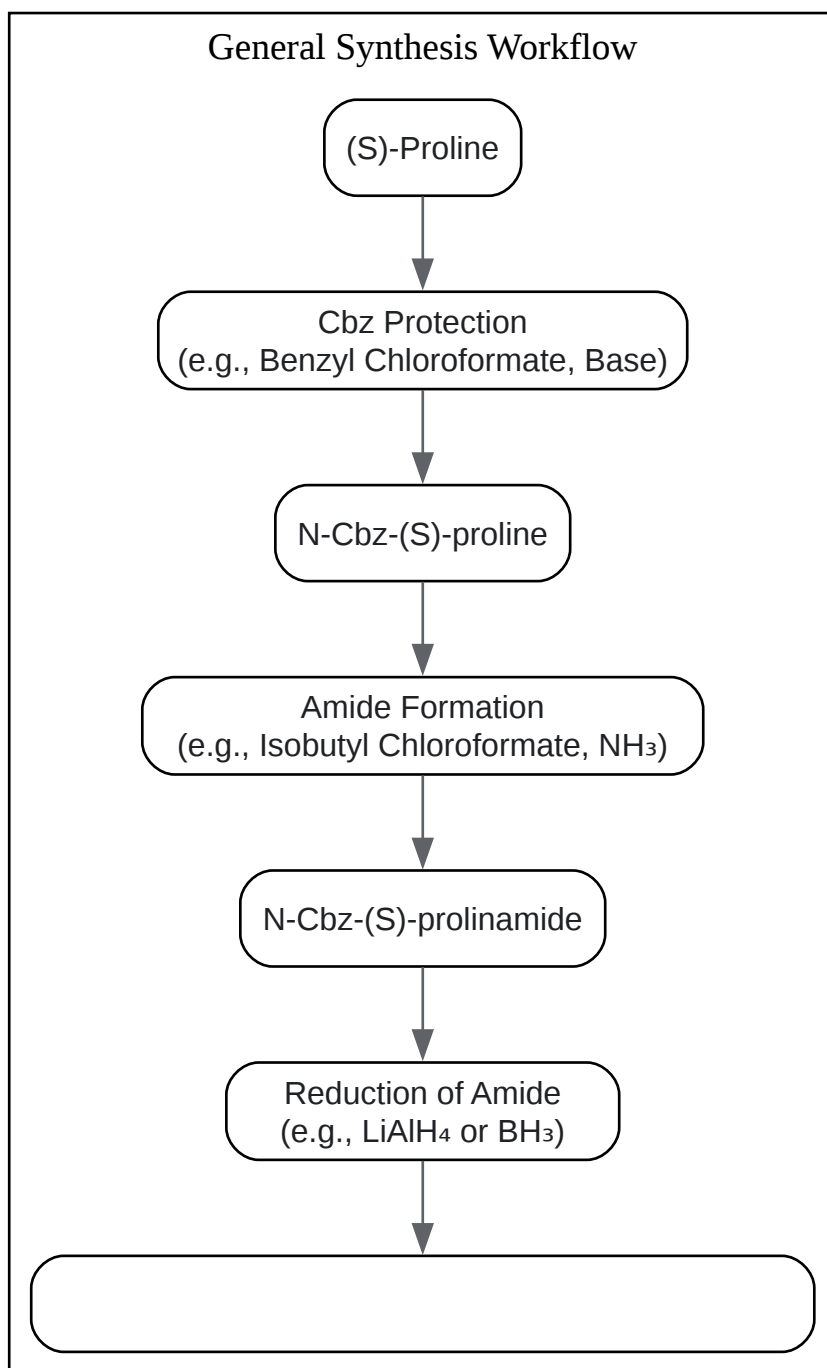 General Synthesis Workflow
(S)-Proline
Cbz Protection
(e.g., Benzyl Chloroformate, Base)
N-Cbz-(S)-proline
Amide Formation
(e.g., Isobutyl Chloroformate, NH₃)
N-Cbz-(S)-prolinamide
Reduction of Amide
(e.g., LiAlH₄ or BH₃)